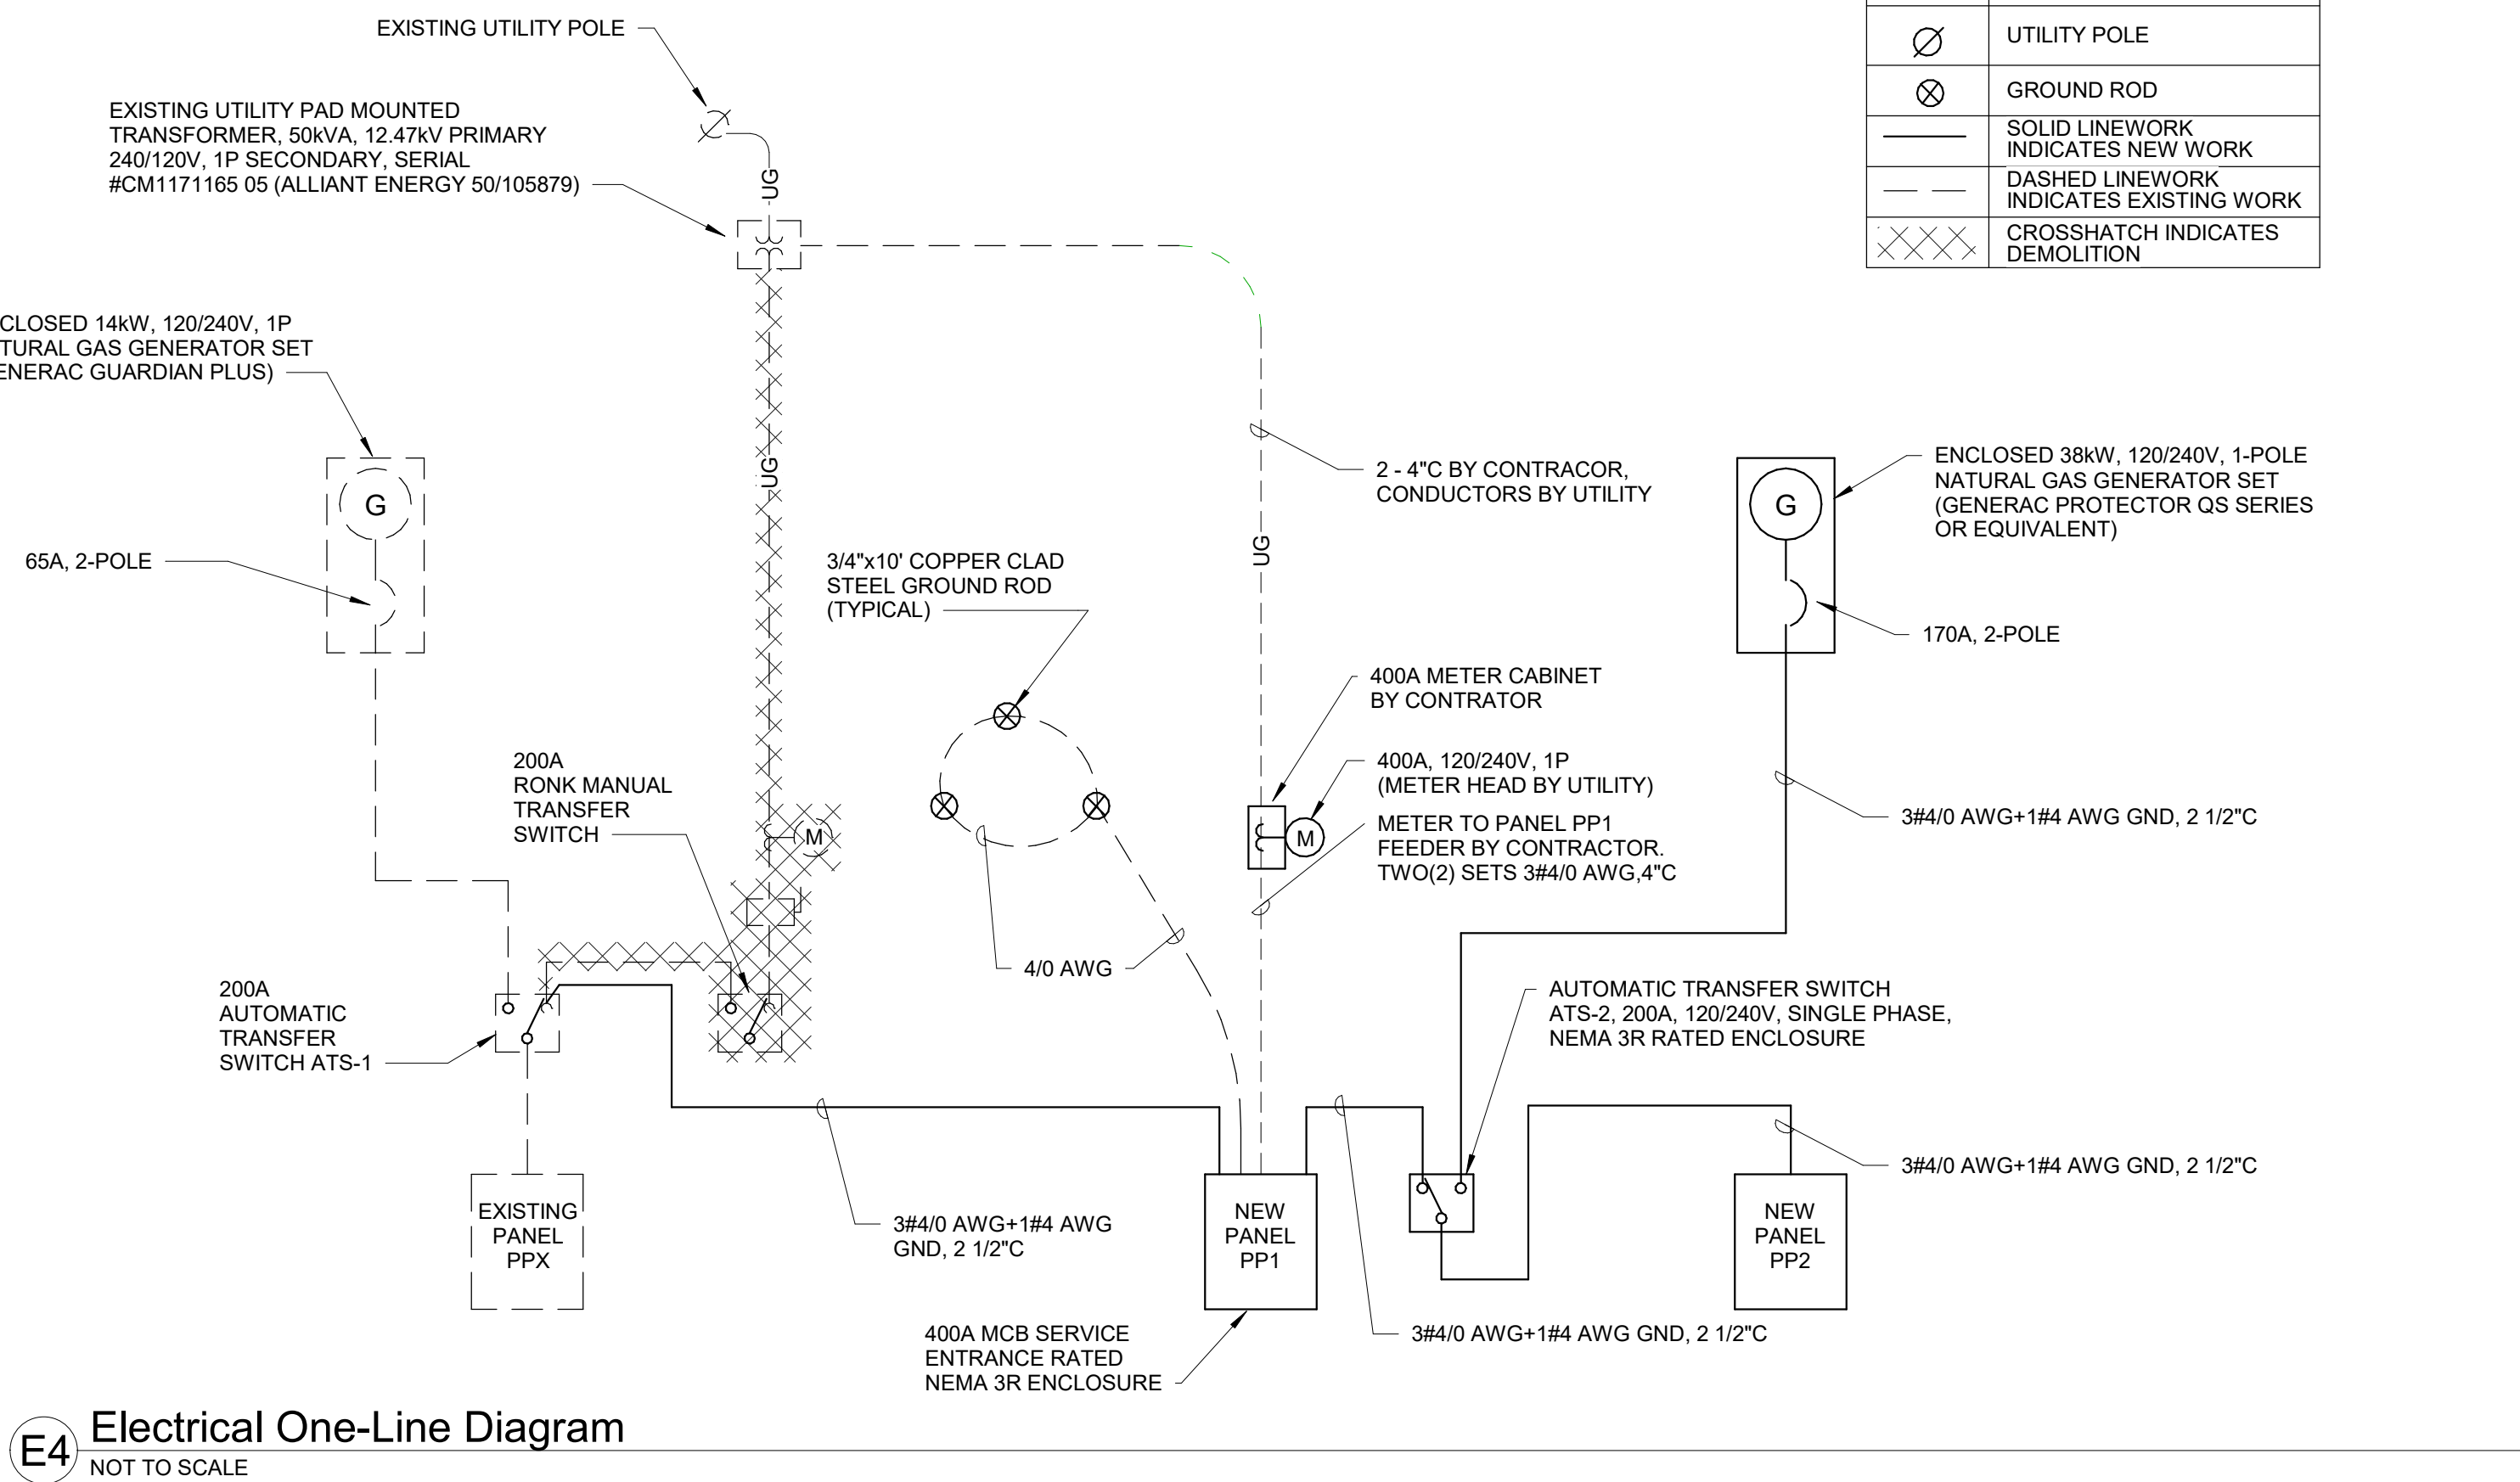 EXISTING UTILITY POLE
EXISTING UTILITY PAD MOUNTED
TRANSFORMER, 50kVA, 12.47kV PRIMARY
240/120V, 1P SECONDARY, SERIAL
#CM1171165 05 (ALLIANT ENERGY 50/105879)
UTILITY POLE
GROUND ROD
SOLID LINEWORK
INDICATES NEW WORK
DASHED LINEWORK
INDICATES EXISTING WORK
CROSSHATCH INDICATES
DEMOLITION
UG
CLOSED 14kW, 120/240V, 1P
TURAL GAS GENERATOR SET
ENERAC GUARDIAN PLUS)
G
65A, 2-POLE
UG
2 - 4"C BY CONTRACOR,
CONDUCTORS BY UTILITY
UG
G
ENCLOSED 38kW, 120/240V, 1-POLE
NATURAL GAS GENERATOR SET
(GENERAC PROTECTOR QS SERIES
OR EQUIVALENT)
170A, 2-POLE
3/4"x10' COPPER CLAD
STEEL GROUND ROD
(TYPICAL)
400A METER CABINET
BY CONTRATOR
400A, 120/240V, 1P
(METER HEAD BY UTILITY)
METER TO PANEL PP1
FEEDER BY CONTRACTOR.
TWO(2) SETS 3#4/0 AWG,4"C
200A
RONK MANUAL
TRANSFER
SWITCH
M
M
3#4/0 AWG+1#4 AWG GND, 2 1/2"C
4/0 AWG
200A
AUTOMATIC
TRANSFER
SWITCH ATS-1
AUTOMATIC TRANSFER SWITCH
ATS-2, 200A, 120/240V, SINGLE PHASE,
NEMA 3R RATED ENCLOSURE
EXISTING
PANEL
PPX
3#4/0 AWG+1#4 AWG
GND, 2 1/2"C
NEW
PANEL
PP1
NEW
PANEL
PP2
3#4/0 AWG+1#4 AWG GND, 2 1/2"C
400A MCB SERVICE
ENTRANCE RATED
NEMA 3R ENCLOSURE
3#4/0 AWG+1#4 AWG GND, 2 1/2"C
E4
Electrical One-Line Diagram
NOT TO SCALE